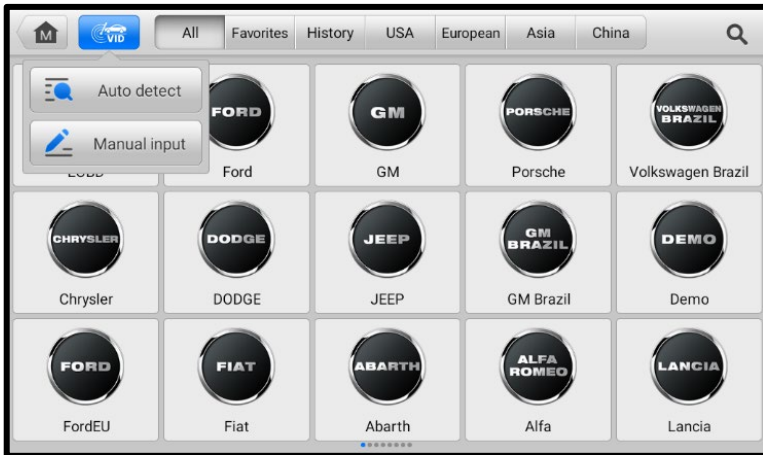 M
VID
All
Favorites
History
USA
European
Asia
China
Auto detect
Manual input
FORD
GM
PORSCHE
VOLKSWAGEN
BRAZIL
Ford
GM
Porsche
Volkswagen Brazil
CHRYSLER
DODGE
JEEP
GM
BRAZIL
DEMO
Chrysler
DODGE
JEEP
GM Brazil
Demo
FORD
FIAT
ABARTH
ALFA
ROMEO
LANCIA
FordEU
Fiat
Abarth
Alfa
Lancia